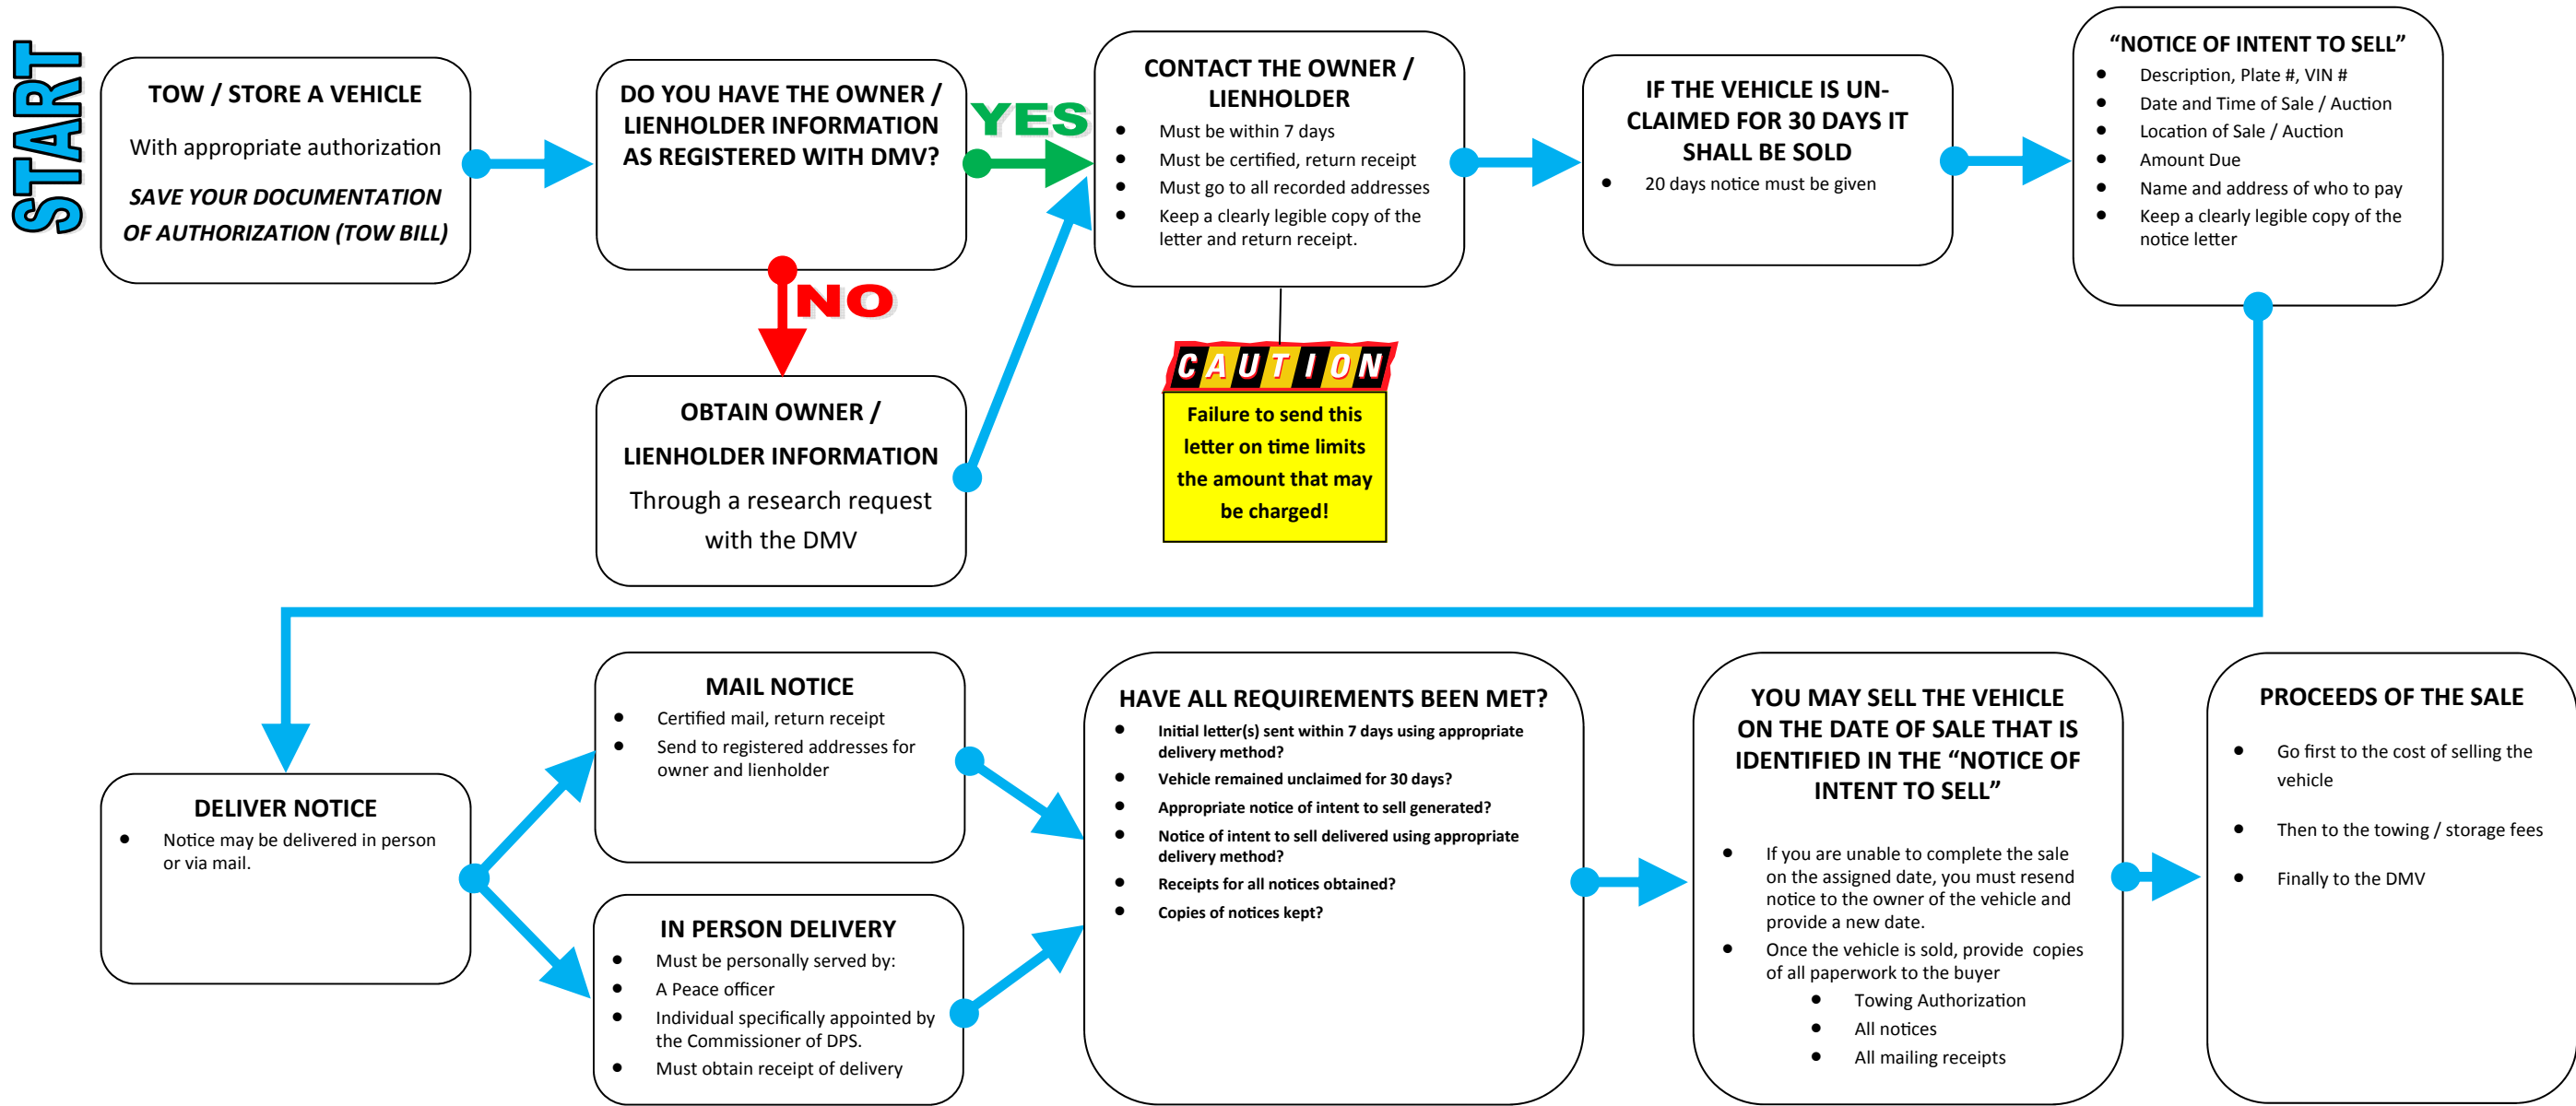 START
TOW / STORE A VEHICLE
With appropriate authorization
SAVE YOUR DOCUMENTATION
OF AUTHORIZATION (TOW BILL)
DO YOU HAVE THE OWNER /
LIENHOLDER INFORMATION
AS REGISTERED WITH DMV?
YES
NO
OBTAIN OWNER /
LIENHOLDER INFORMATION
Through a research request
with the DMV
CONTACT THE OWNER /
LIENHOLDER
• Must be within 7 days
• Must be certified, return receipt
• Must go to all recorded addresses
• Keep a clearly legible copy of the
letter and return receipt.
CAUTION
Failure to send this
letter on time limits
the amount that may
be charged!
IF THE VEHICLE IS UN-
CLAIMED FOR 30 DAYS IT
SHALL BE SOLD
• 20 days notice must be given
“NOTICE OF INTENT TO SELL”
• Description, Plate #, VIN #
• Date and Time of Sale / Auction
• Location of Sale / Auction
• Amount Due
• Name and address of who to pay
• Keep a clearly legible copy of the
notice letter
DELIVER NOTICE
• Notice may be delivered in person
or via mail.
MAIL NOTICE
• Certified mail, return receipt
• Send to registered addresses for
owner and lienholder
IN PERSON DELIVERY
• Must be personally served by:
• A Peace officer
• Individual specifically appointed by
the Commissioner of DPS.
• Must obtain receipt of delivery
HAVE ALL REQUIREMENTS BEEN MET?
• Initial letter(s) sent within 7 days using appropriate
delivery method?
• Vehicle remained unclaimed for 30 days?
• Appropriate notice of intent to sell generated?
• Notice of intent to sell delivered using appropriate
delivery method?
• Receipts for all notices obtained?
• Copies of notices kept?
YOU MAY SELL THE VEHICLE
ON THE DATE OF SALE THAT IS
IDENTIFIED IN THE “NOTICE OF
INTENT TO SELL”
• If you are unable to complete the sale
on the assigned date, you must resend
notice to the owner of the vehicle and
provide a new date.
• Once the vehicle is sold, provide copies
of all paperwork to the buyer
• Towing Authorization
• All notices
• All mailing receipts
PROCEEDS OF THE SALE
• Go first to the cost of selling the
vehicle
• Then to the towing / storage fees
• Finally to the DMV